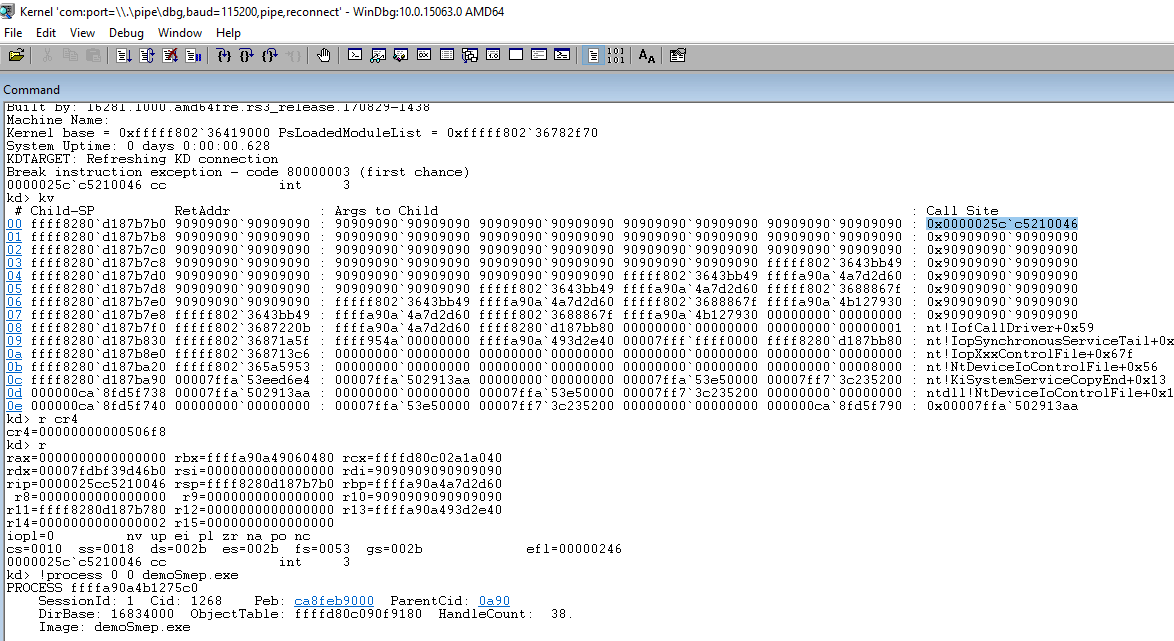 Kernel 'com:port=\\.\pipe\dbg,baud=115200,pipe,reconnect' - WinDbg:10.0.15063.0 AMD64
File Edit View Debug Window Help
Command
Built by: 16281.1000.amd64fre.rs3_release.170829-1438
Machine Name:
Kernel base = 0xfffff802`36419000 PsLoadedModuleList = 0xfffff802`36782f70
System Uptime: 0 days 0:00:00.628
KDTARGET: Refreshing KD connection
Break instruction exception - code 80000003 (first chance)
0000025c`c5210046 cc int 3
kd> kv
# Child-SP RetAddr : Args to Child : Call Site
00 ffff8280`d187b7b0 90909090`90909090 : 90909090`90909090 90909090`90909090 90909090`90909090 90909090`90909090 : 0x0000025c`c5210046
01 ffff8280`d187b7b8 90909090`90909090 : 90909090`90909090 90909090`90909090 90909090`90909090 90909090`90909090 : 0x90909090`90909090
02 ffff8280`d187b7c0 90909090`90909090 : 90909090`90909090 90909090`90909090 90909090`90909090 90909090`90909090 : 0x90909090`90909090
03 ffff8280`d187b7c8 90909090`90909090 : 90909090`90909090 90909090`90909090 90909090`90909090 fffff802`3643bb49 : 0x90909090`90909090
04 ffff8280`d187b7d0 90909090`90909090 : 90909090`90909090 90909090`90909090 fffff802`3643bb49 ffffa90a`4a7d2d60 : 0x90909090`90909090
05 ffff8280`d187b7d8 90909090`90909090 : 90909090`90909090 fffff802`3643bb49 ffffa90a`4a7d2d60 fffff802`3688867f : 0x90909090`90909090
06 ffff8280`d187b7e0 90909090`90909090 : fffff802`3643bb49 ffffa90a`4a7d2d60 fffff802`3688867f ffffa90a`4b127930 : 0x90909090`90909090
07 ffff8280`d187b7e8 fffff802`3643bb49 : ffffa90a`4a7d2d60 fffff802`3688867f ffffa90a`4b127930 00000000`00000000 : 0x90909090`90909090
08 ffff8280`d187b7f0 fffff802`3687220b : ffffa90a`4a7d2d60 ffff8280`d187bb80 00000000`00000000 00000000`00000001 : nt!IofCallDriver+0x59
09 ffff8280`d187b830 fffff802`36871a5f : ffff954a`00000000 ffffa90a`493d2e40 00007fff`ffff0000 ffff8280`d187bb80 : nt!IopSynchronousServiceTail+0x
0a ffff8280`d187b8e0 fffff802`368713c6 : 00000000`00000000 00000000`00000000 00000000`00000000 00000000`00000000 : nt!IopXxxControlFile+0x67f
0b ffff8280`d187ba20 fffff802`365a5953 : 00000000`00000000 00000000`00000000 00000000`00000000 00000000`00008000 : nt!NtDeviceIoControlFile+0x56
0c ffff8280`d187ba90 00007ffa`53eed6e4 : 00007ffa`502913aa 00000000`00000000 00007ffa`53e50000 00007ff7`3c235200 : nt!KiSystemServiceCopyEnd+0x13
0d 000000ca`8fd5f738 00007ffa`502913aa : 00000000`00000000 00007ffa`53e50000 00007ff7`3c235200 00000000`00000000 : ntdll!NtDeviceIoControlFile+0x1
0e 000000ca`8fd5f740 00000000`00000000 : 00007ffa`53e50000 00007ff7`3c235200 00000000`00000000 000000ca`8fd5f790 : 0x00007ffa`502913aa
kd> r cr4
cr4=00000000000506f8
kd> r
rax=0000000000000000 rbx=ffffa90a49060480 rcx=ffffd80c02a1a040
rdx=00007fdbf39d46b0 rsi=0000000000000000 rdi=9090909090909090
rip=0000025cc5210046 rsp=ffff8280d187b7b0 rbp=ffffa90a4a7d2d60
r8=0000000000000000 r9=0000000000000000 r10=9090909090909090
r11=ffff8280d187b780 r12=0000000000000000 r13=ffffa90a493d2e40
r14=0000000000000002 r15=0000000000000000
iopl=0 nv up ei pl zr na po nc
cs=0010 ss=0018 ds=002b es=002b fs=0053 gs=002b efl=00000246
0000025c`c5210046 cc int 3
kd> !process 0 0 demoSmep.exe
PROCESS ffffa90a4b1275c0
SessionId: 1 Cid: 1268 Peb: ca8feb9000 ParentCid: 0a90
DirBase: 16834000 ObjectTable: ffffd80c090f9180 HandleCount: 38.
Image: demoSmep.exe